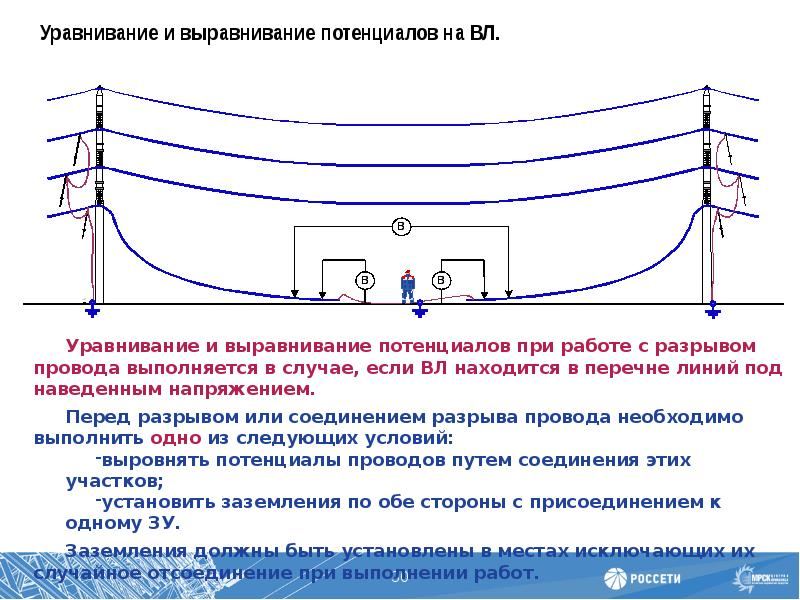 Уравнивание и выравнивание потенциалов на ВЛ.
В
В
В
Уравнивание и выравнивание потенциалов при работе с разрывом
провода выполняется в случае, если ВЛ находится в перечне линий под
наведенным напряжением.
Перед разрывом или соединением разрыва провода необходимо
выполнить одно из следующих условий:
-выровнять потенциалы проводов путем соединения этих
участков;
-установить заземления по обе стороны с присоединением к
одному ЗУ.
Заземления должны быть установлены в местах исключающих их
случайное отсоединение при выполнении работ.
РОССЕТИ
МРСК